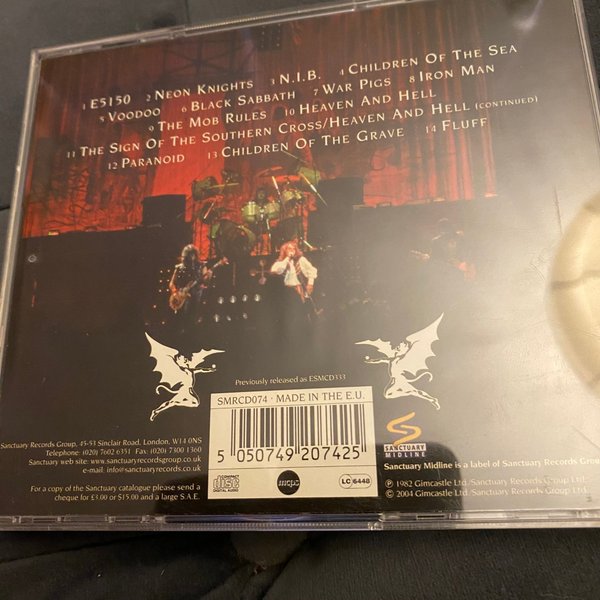 1 E5150 2 NEON KNIGHTS 3 N.I.B. 4 CHILDREN OF THE SEA
5 VOODOO 6 BLACK SABBATH 7 WAR PIGS 8 IRON MAN
9 THE MOB RULES 10 HEAVEN AND HELL
11 THE SIGN OF THE SOUTHERN CROSS/HEAVEN AND HELL (CONTINUED)
12 PARANOID 13 CHILDREN OF THE GRAVE 14 FLUFF
Previously released as ESMCD333
SMRCD074 · MADE IN THE E.U.
5 050749 207425
COMPACT
disc
DIGITAL AUDIO
mcps
LC 6448
SANCTUARY
MIDLINE
Sanctuary Records Group, 45-53 Sinclair Road, London, W14 0NS
Telephone: (020) 7602 6351 Fax: (020) 7300 1360
Sanctuary web site: www.sanctuaryrecordsgroup.co.uk
e-mail: info@sanctuaryrecords.co.uk
For a copy of the Sanctuary catalogue please send a
cheque for £3.00 or $15.00 and a large S.A.E.
Sanctuary Midline is a label of Sanctuary Records Group
℗ 1982 Gimcastle Ltd./Sanctuary Records Group Ltd.
© 2004 Gimcastle Ltd./Sanctuary Records Group Ltd.